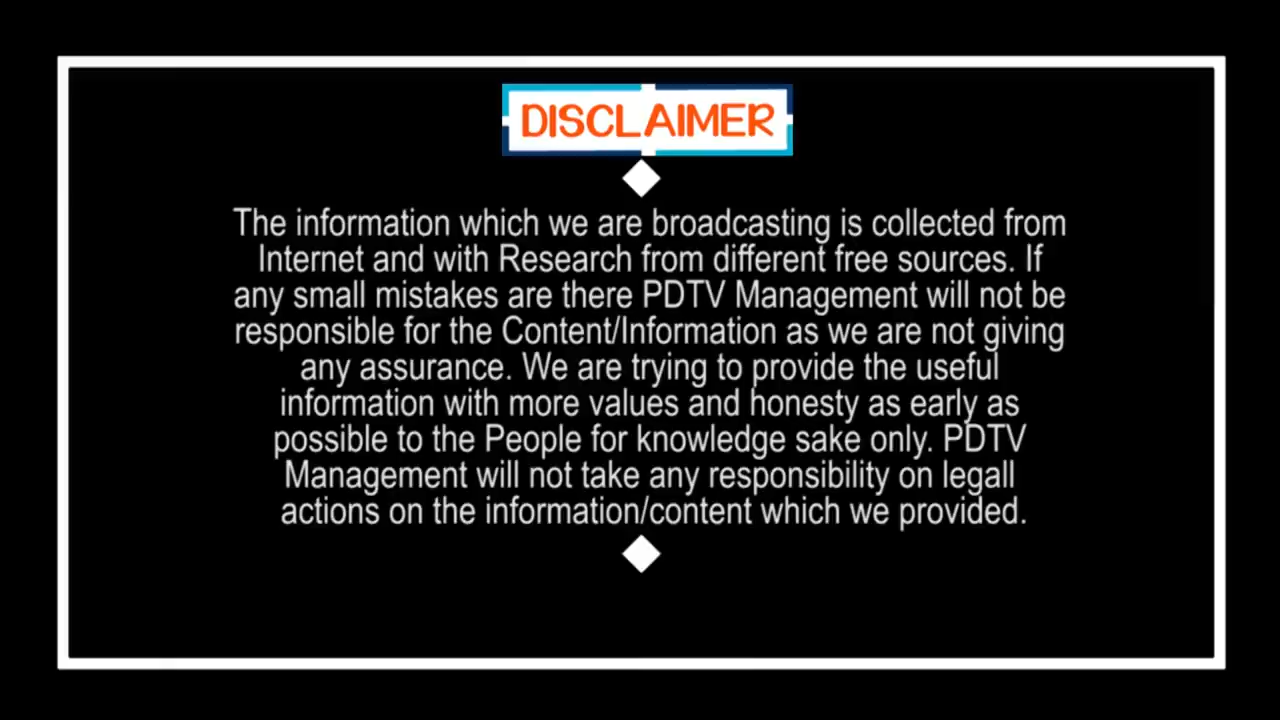 DISCLAIMER
The information which we are broadcasting is collected from
Internet and with Research from different free sources. If
any small mistakes are there PDTV Management will not be
responsible for the Content/Information as we are not giving
any assurance. We are trying to provide the useful
information with more values and honesty as early as
possible to the People for knowledge sake only. PDTV
Management will not take any responsibility on legall
actions on the information/content which we provided.